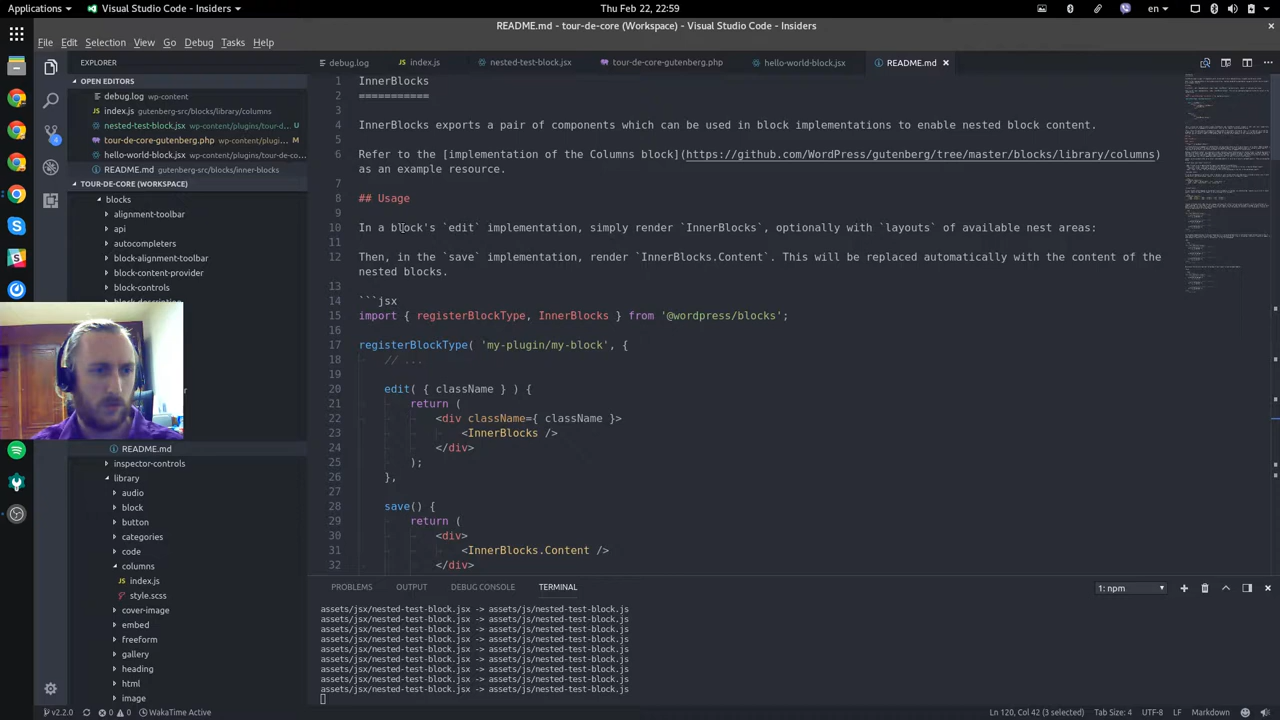 Applications
Visual Studio Code - Insiders
Thu Feb 22, 22:59
en
README.md - tour-de-core (Workspace) - Visual Studio Code - Insiders
File Edit Selection View Go Debug Tasks Help
EXPLORER
debug.log
index.js
nested-test-block.jsx
tour-de-core-gutenberg.php
hello-world-block.jsx
README.md
OPEN EDITORS
debug.log wp-content
index.js gutenberg-src/blocks/library/columns
nested-test-block.jsx wp-content/plugins/tour-d... U
tour-de-core-gutenberg.php wp-content/plugi... M
hello-world-block.jsx wp-content/plugins/tour-de-co...
README.md gutenberg-src/blocks/inner-blocks
TOUR-DE-CORE (WORKSPACE)
blocks
alignment-toolbar
api
autocompleters
block-alignment-toolbar
block-content-provider
block-controls
block-description
README.md
inspector-controls
library
audio
block
button
categories
code
columns
index.js
style.scss
cover-image
embed
freeform
gallery
heading
html
image
1 InnerBlocks
2 ===========
3
4 InnerBlocks exports a pair of components which can be used in block implementations to enable nested block content.
5
6 Refer to the [implementation of the Columns block](https://github.com/WordPress/gutenberg/tree/master/blocks/library/columns)
as an example resource.
7
8 ## Usage
9
10 In a block's `edit` implementation, simply render `InnerBlocks`, optionally with `layouts` of available nest areas:
11
12 Then, in the `save` implementation, render `InnerBlocks.Content`. This will be replaced automatically with the content of the
nested blocks.
13
14 ```jsx
15 import { registerBlockType, InnerBlocks } from '@wordpress/blocks';
16
17 registerBlockType( 'my-plugin/my-block', {
18 // ...
19
20 edit( { className } ) {
21 return (
22 <div className={ className }>
23 <InnerBlocks />
24 </div>
25 );
26 },
27
28 save() {
29 return (
30 <div>
31 <InnerBlocks.Content />
32 </div>
PROBLEMS OUTPUT DEBUG CONSOLE TERMINAL
1: npm
assets/jsx/nested-test-block.jsx -> assets/js/nested-test-block.js
assets/jsx/nested-test-block.jsx -> assets/js/nested-test-block.js
assets/jsx/nested-test-block.jsx -> assets/js/nested-test-block.js
assets/jsx/nested-test-block.jsx -> assets/js/nested-test-block.js
assets/jsx/nested-test-block.jsx -> assets/js/nested-test-block.js
assets/jsx/nested-test-block.jsx -> assets/js/nested-test-block.js
assets/jsx/nested-test-block.jsx -> assets/js/nested-test-block.js
assets/jsx/nested-test-block.jsx -> assets/js/nested-test-block.js
assets/jsx/nested-test-block.jsx -> assets/js/nested-test-block.js
v2.2.0
0
0
WakaTime Active
Ln 120, Col 42 (3 selected)
Tab Size: 4
UTF-8
LF
Markdown